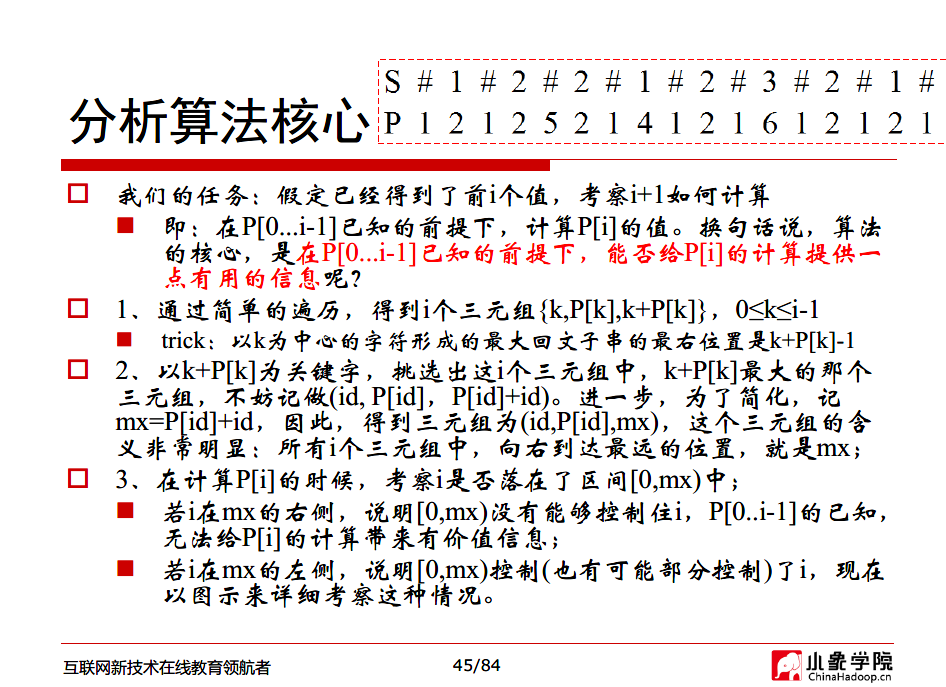 S # 1 # 2 # 2 # 1 # 2 # 3 # 2 # 1 #
分析算法核心
P 1 2 1 2 5 2 1 4 1 2 1 6 1 2 1 2 1
我们的任务：假定已经得到了前i个值，考察i+1如何计算
即：在P[0...i-1]已知的前提下，计算P[i]的值。换句话说，算法
的核心，是在P[0...i-1]已知的前提下，能否给P[i]的计算提供一
点有用的信息呢?
1、通过简单的遍历，得到i个三元组{k,P[k],k+P[k]}，0≤k≤i-1
trick：以k为中心的字符形成的最大回文子串的最右位置是k+P[k]-1
2、以k+P[k]为关键字，挑选出这i个三元组中，k+P[k]最大的那个
三元组，不妨记做(id, P[id]，P[id]+id)。进一步，为了简化，记
mx=P[id]+id，因此，得到三元组为(id,P[id],mx)，这个三元组的含
义非常明显：所有i个三元组中，向右到达最远的位置，就是mx；
3、在计算P[i]的时候，考察i是否落在了区间[0,mx)中；
若i在mx的右侧，说明[0,mx)没有能够控制住i，P[0..i-1]的已知，
无法给P[i]的计算带来有价值信息；
若i在mx的左侧，说明[0,mx)控制(也有可能部分控制)了i，现在
以图示来详细考察这种情况。
互联网新技术在线教育领航者
45/84
小象学院
ChinaHadoop.cn